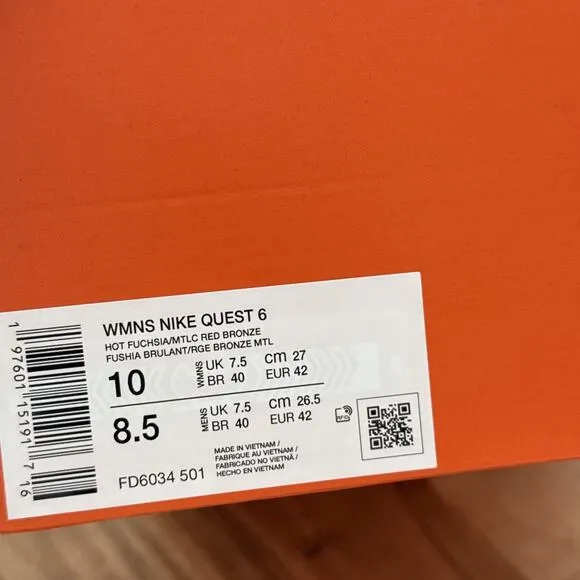 WMNS NIKE QUEST 6
HOT FUCHSIA/MTLC RED BRONZE
FUSHIA BRULANT/RGE BRONZE MTL
10 WMNS UK 7.5 cm 27
BR 40 EUR 42
8.5 MENS UK 7.5 cm 26.5
BR 40 EUR 42
MADE IN VIETNAM /
FABRIQUE AU VIETNAM /
FABRICADO NO VIETNÃ /
HECHO EN VIETNAM
FD6034 501
1 97601 15191 7 16